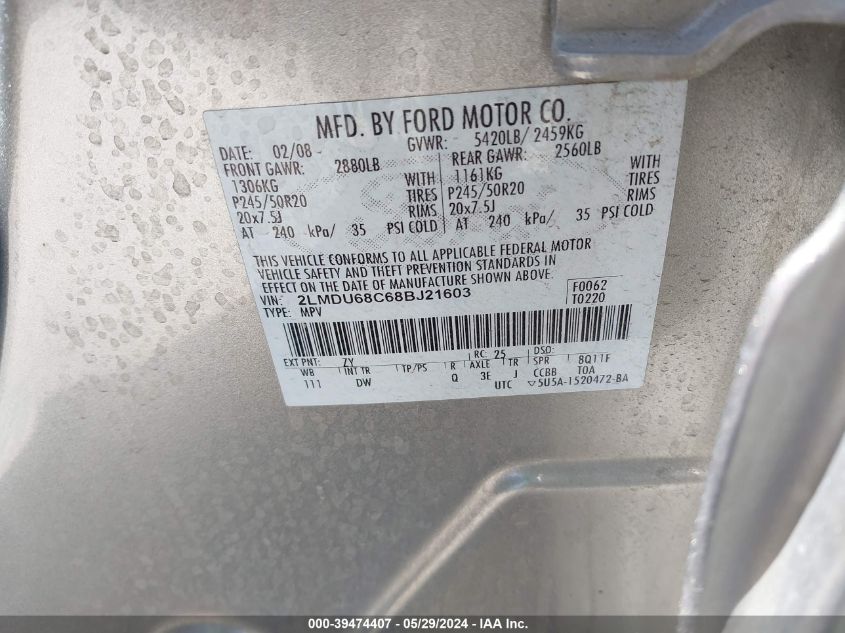 MFD. BY FORD MOTOR CO.
DATE: 02/08 GVWR: 5420LB/ 2459KG
FRONT GAWR: 2880LB REAR GAWR: 2560LB
1306KG WITH 1161KG WITH
P245/50R20 TIRES P245/50R20 TIRES
20x7.5J RIMS 20x7.5J RIMS
AT 240 kPa/ 35 PSI COLD AT 240 kPa/ 35 PSI COLD
THIS VEHICLE CONFORMS TO ALL APPLICABLE FEDERAL MOTOR
VEHICLE SAFETY AND THEFT PREVENTION STANDARDS IN
EFFECT ON THE DATE OF MANUFACTURE SHOWN ABOVE.
VIN: 2LMDU68C68BJ21603 F0062
TYPE: MPV T0220
EXT PNT: ZY RC: 25 DSO:
WB INT TR TP/PS R AXLE TR SPR 8Q11F
111 DW Q 3E J CCBB TOA
UTC ▽5U5A-1520472-BA
000-39474407 - 05/29/2024 - IAA Inc.